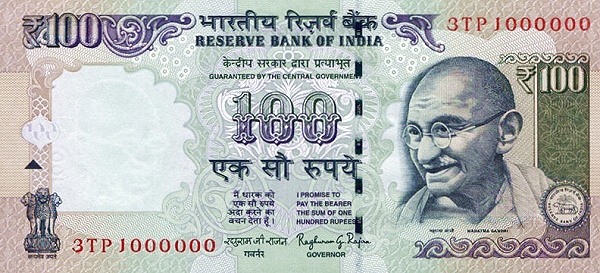 ₹100
भारतीय रिज़र्व बैंक
RESERVE BANK OF INDIA
3TP 1000000
केन्द्रीय सरकार द्वारा प्रत्याभूत
GUARANTEED BY THE CENTRAL GOVERNMENT
₹100
100
एक सौ रुपये
मैं धारक को
एक सौ रुपये
अदा करने का
वचन देता हूँ।
I PROMISE TO
PAY THE BEARER
THE SUM OF ONE
HUNDRED RUPEES
महात्मा गांधी MAHATMA GANDHI
सत्यमेव जयते
3TP 1000000
रघुराम जी राजन
Raghuram G. Rajan
गवर्नर
GOVERNOR